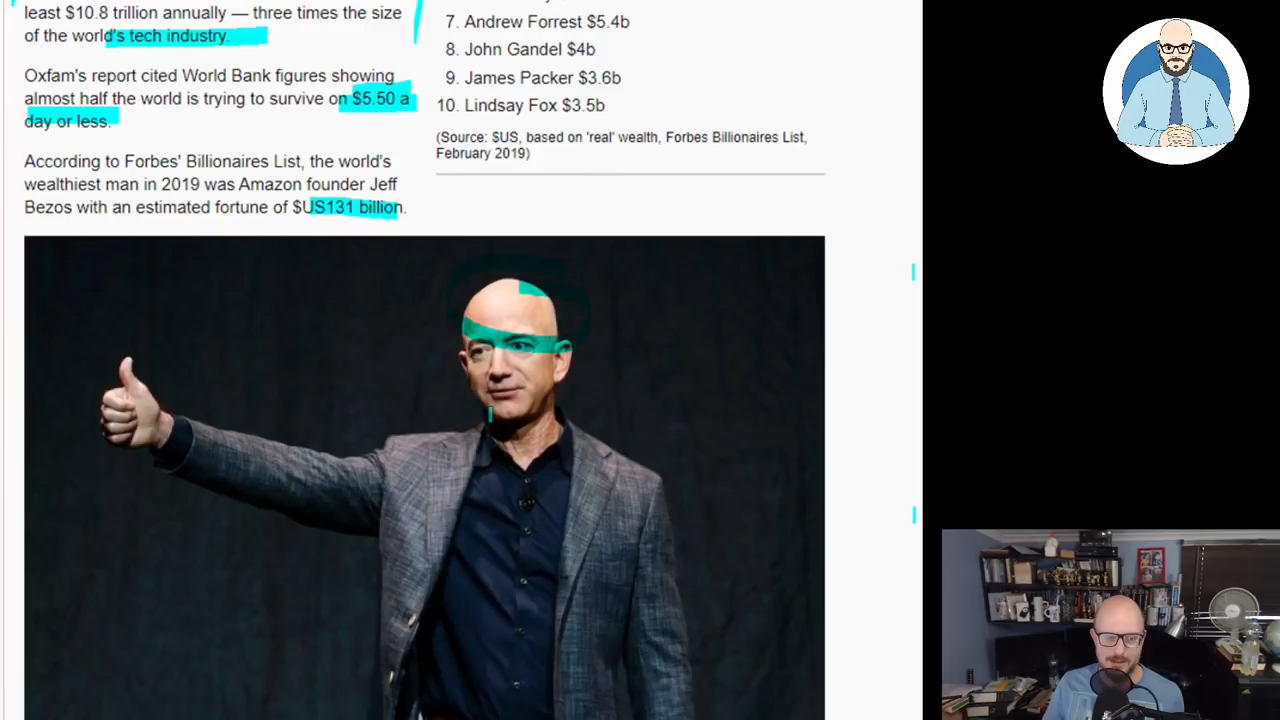 least $10.8 trillion annually — three times the size
of the world's tech industry.
Oxfam's report cited World Bank figures showing
almost half the world is trying to survive on $5.50 a
day or less.
According to Forbes' Billionaires List, the world's
wealthiest man in 2019 was Amazon founder Jeff
Bezos with an estimated fortune of $US131 billion.
7. Andrew Forrest $5.4b
8. John Gandel $4b
9. James Packer $3.6b
10. Lindsay Fox $3.5b
(Source: $US, based on 'real' wealth, Forbes Billionaires List,
February 2019)